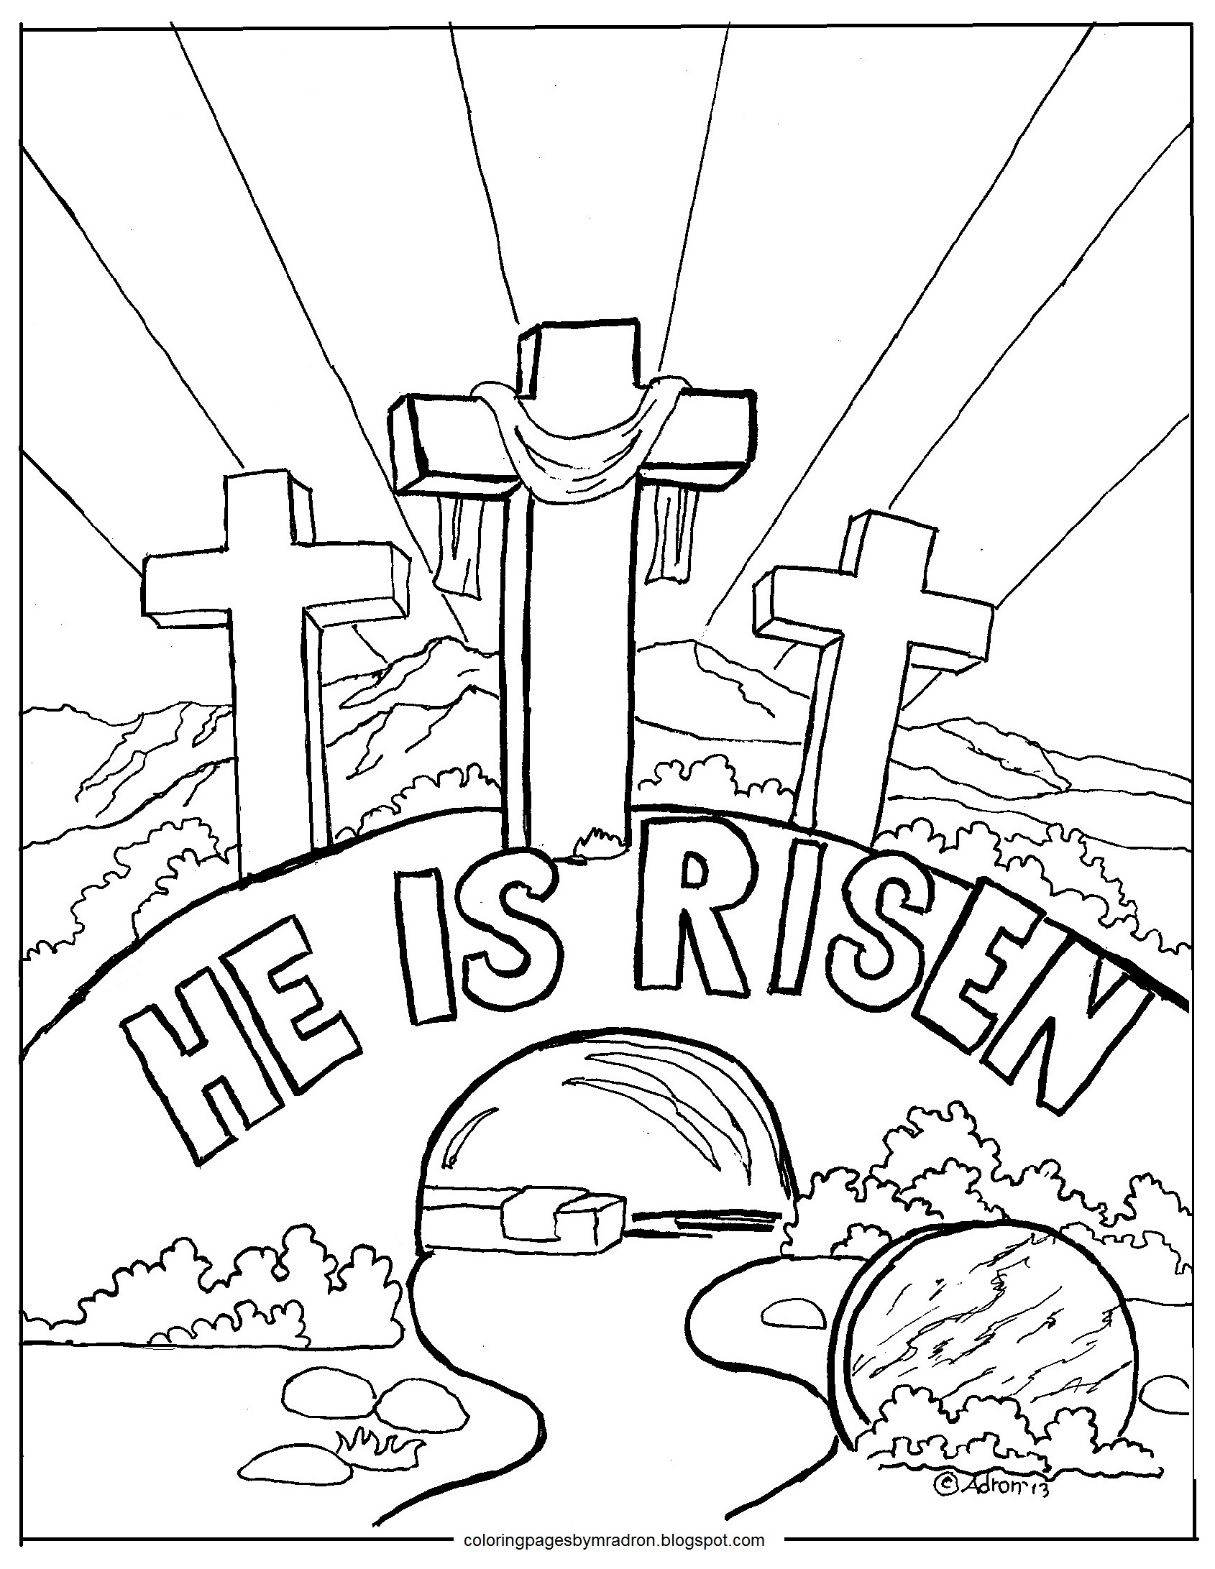 HE IS RISEN
© Adron '13
coloringpagesbymradron.blogspot.com